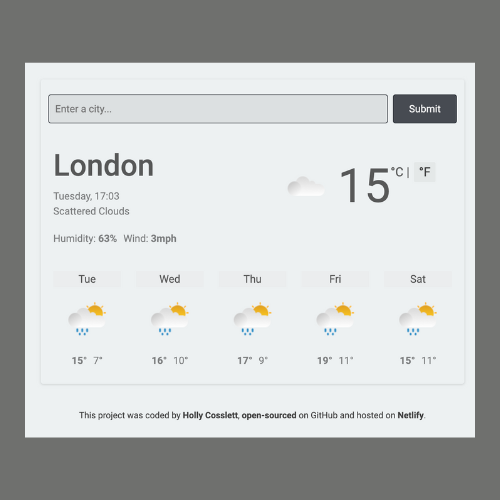 Enter a city...
Submit
London
15 °C | °F
Tuesday, 17:03
Scattered Clouds
Humidity: 63% Wind: 3mph
Tue Wed Thu Fri Sat
15° 7° 16° 10° 17° 9° 19° 11° 15° 11°
This project was coded by Holly Cosslett, open-sourced on GitHub and hosted on Netlify.